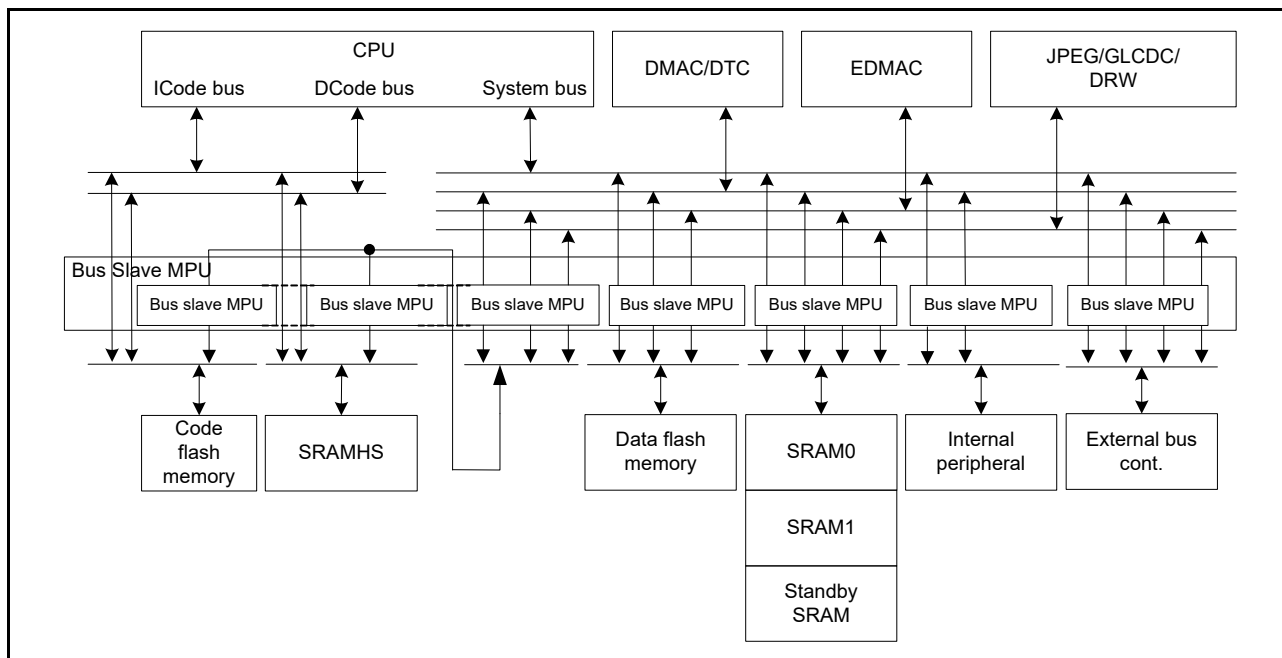 CPU
ICode bus
DCode bus
System bus
DMAC/DTC
EDMAC
JPEG/GLCDC/
DRW
Bus Slave MPU
Bus slave MPU
Bus slave MPU
Bus slave MPU
Bus slave MPU
Bus slave MPU
Bus slave MPU
Bus slave MPU
Code
flash
memory
SRAMHS
Data flash
memory
SRAM0
SRAM1
Standby
SRAM
Internal
peripheral
External bus
cont.